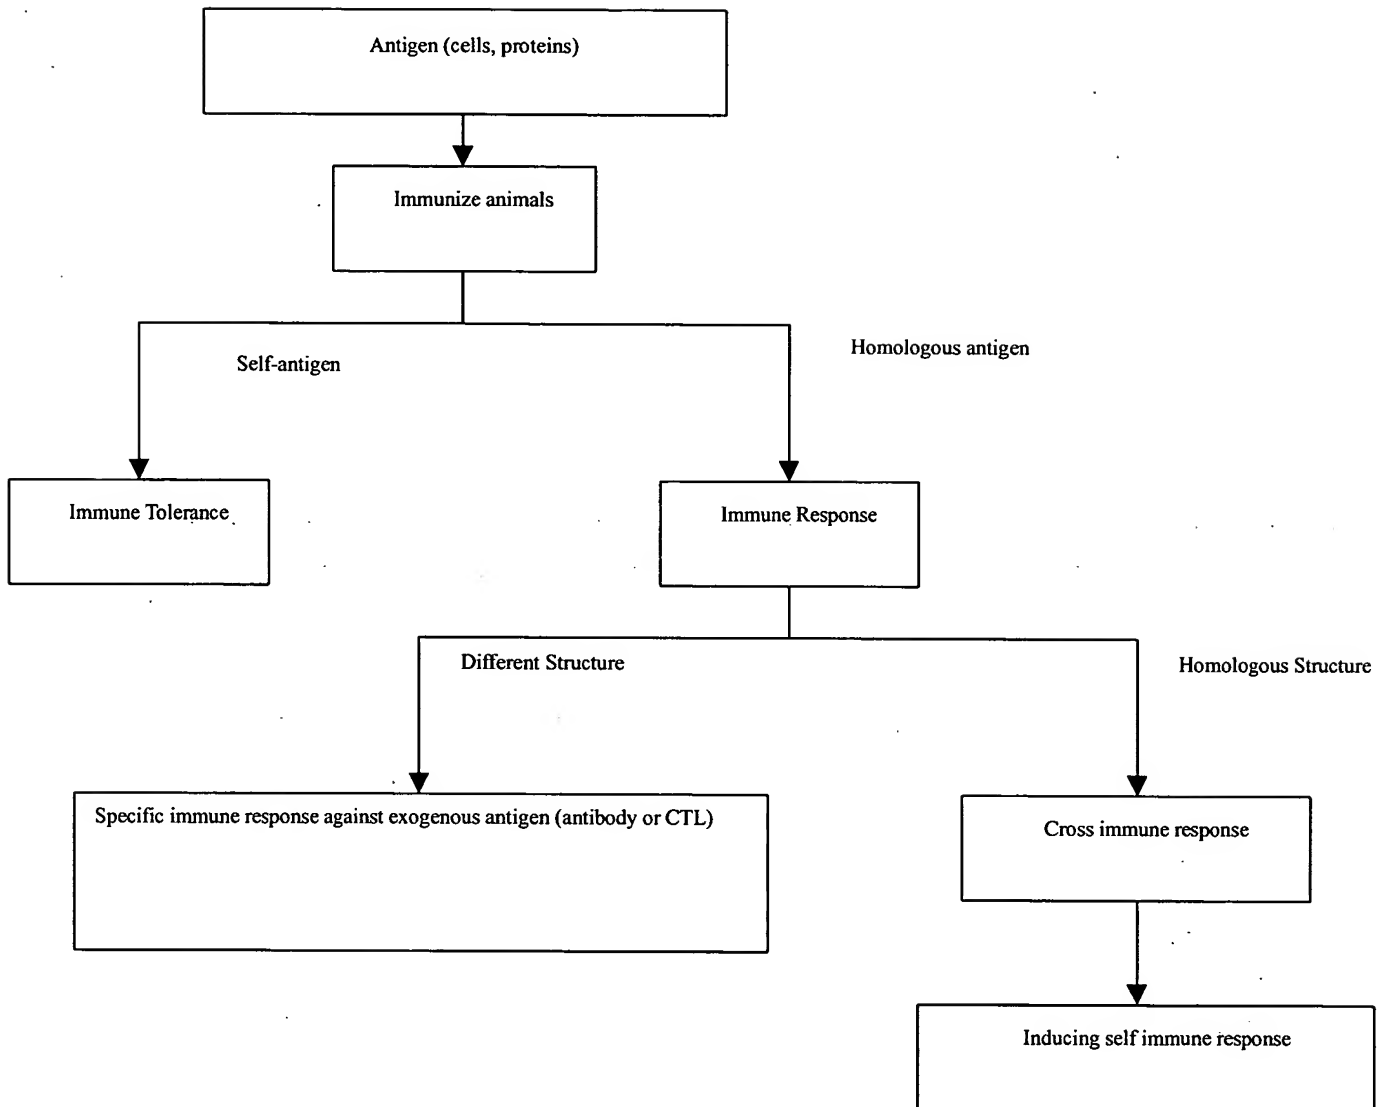 Antigen (cells, proteins)
Immunize animals
Self-antigen
Homologous antigen
Immune Tolerance
Immune Response
Different Structure
Homologous Structure
Specific immune response against exogenous antigen (antibody or CTL)
Cross immune response
Inducing self immune response